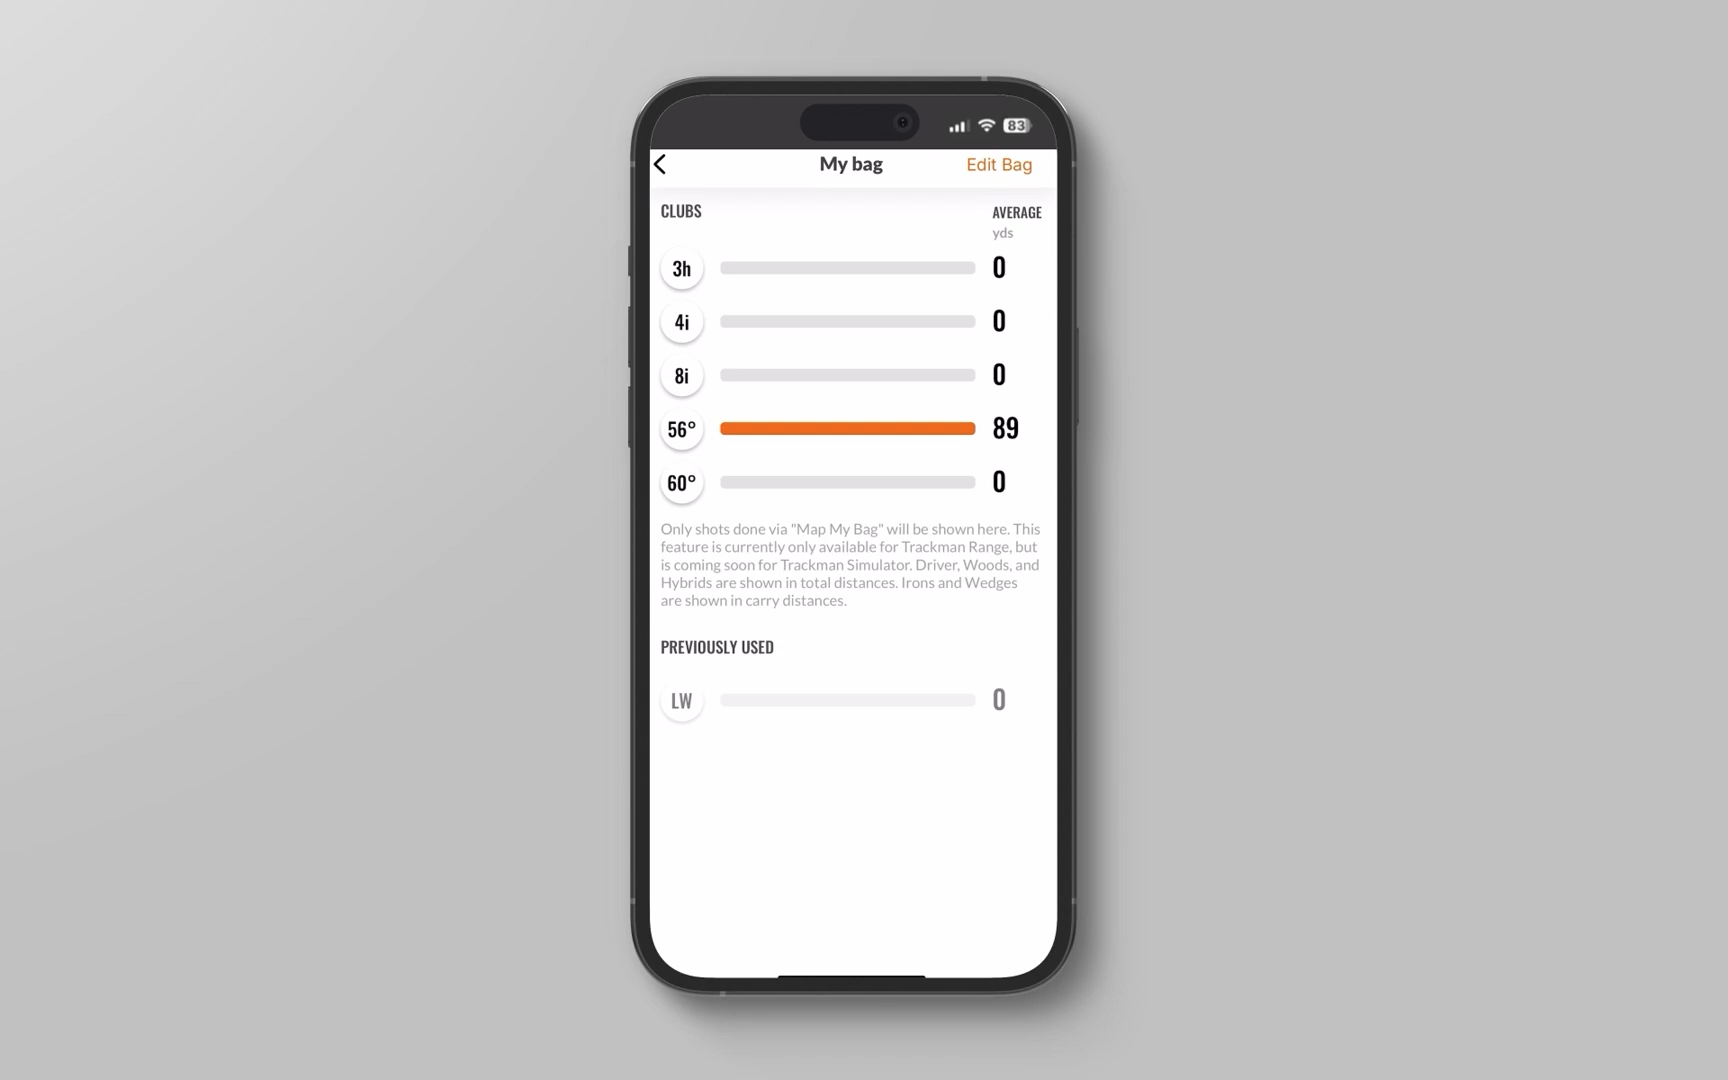 83
My bag
Edit Bag
CLUBS
AVERAGE
yds
3h
0
4i
0
8i
0
56°
89
60°
0
Only shots done via "Map My Bag" will be shown here. This
feature is currently only available for Trackman Range, but
is coming soon for Trackman Simulator. Driver, Woods, and
Hybrids are shown in total distances. Irons and Wedges
are shown in carry distances.
PREVIOUSLY USED
LW
0